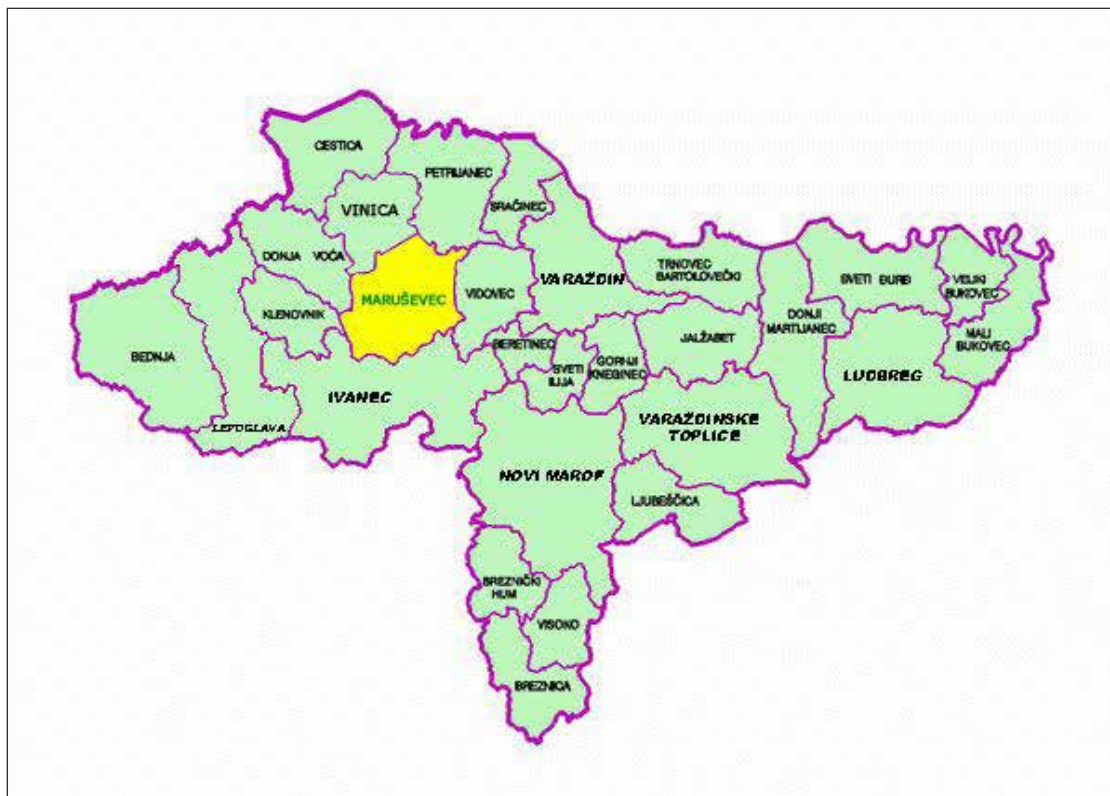 CESTICA
PETRIJANEC
VINICA
SRAČINEC
DONJA VOĆA
TRNOVEC
BARTOLOVEČKI
VARAŽDIN
SVETI ĐURĐ
VELIKI
BUKOVEC
MARUŠEVEC
VIDOVEC
KLENOVNIK
DONJI
MARTIJANEC
MALI
BUKOVEC
BEDNJA
BERETINEC
SVETI
ILIJA
GORNJI
KNEGINEC
JALŽABET
LUDBREG
IVANEC
LEPOGLAVA
VARAŽDINSKE
TOPLICE
NOVI MAROF
LJUBEŠČICA
BREZNIČKI
HUM
VISOKO
BREZNICA